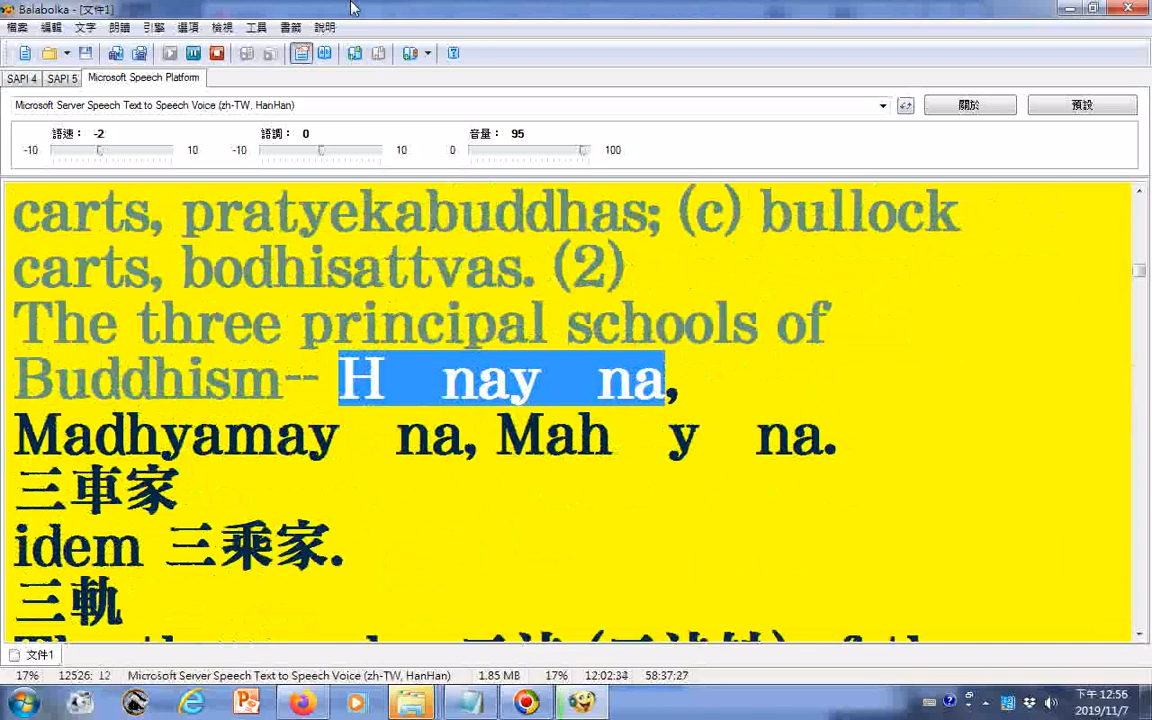 Balabolka - [文件1]
檔案 編輯 文字 朗讀 引擎 選項 檢視 工具 書籤 說明
SAPI 4 SAPI 5 Microsoft Speech Platform
Microsoft Server Speech Text to Speech Voice (zh-TW, HanHan) 關於 預設
語速： -2 語調： 0 音量： 95
-10 10 -10 10 0 100
carts, pratyekabuddhas; (c) bullock
carts, bodhisattvas. (2)
The three principal schools of
Buddhism-- H nay na,
Madhyamay na, Mah y na.
三車家
idem 三乘家.
三軌
文件1
17% 12526: 12 Microsoft Server Speech Text to Speech Voice (zh-TW, HanHan) 1.85 MB 17% 12:02:34 58:37:27
下午 12:56
2019/11/7